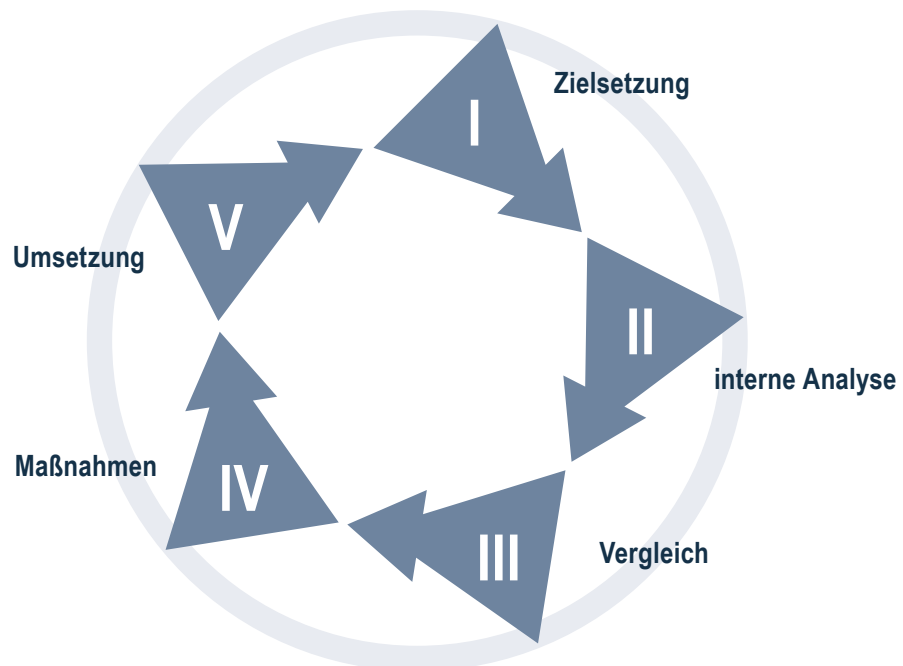 I
Zielsetzung
II
interne Analyse
III
Vergleich
IV
Maßnahmen
V
Umsetzung